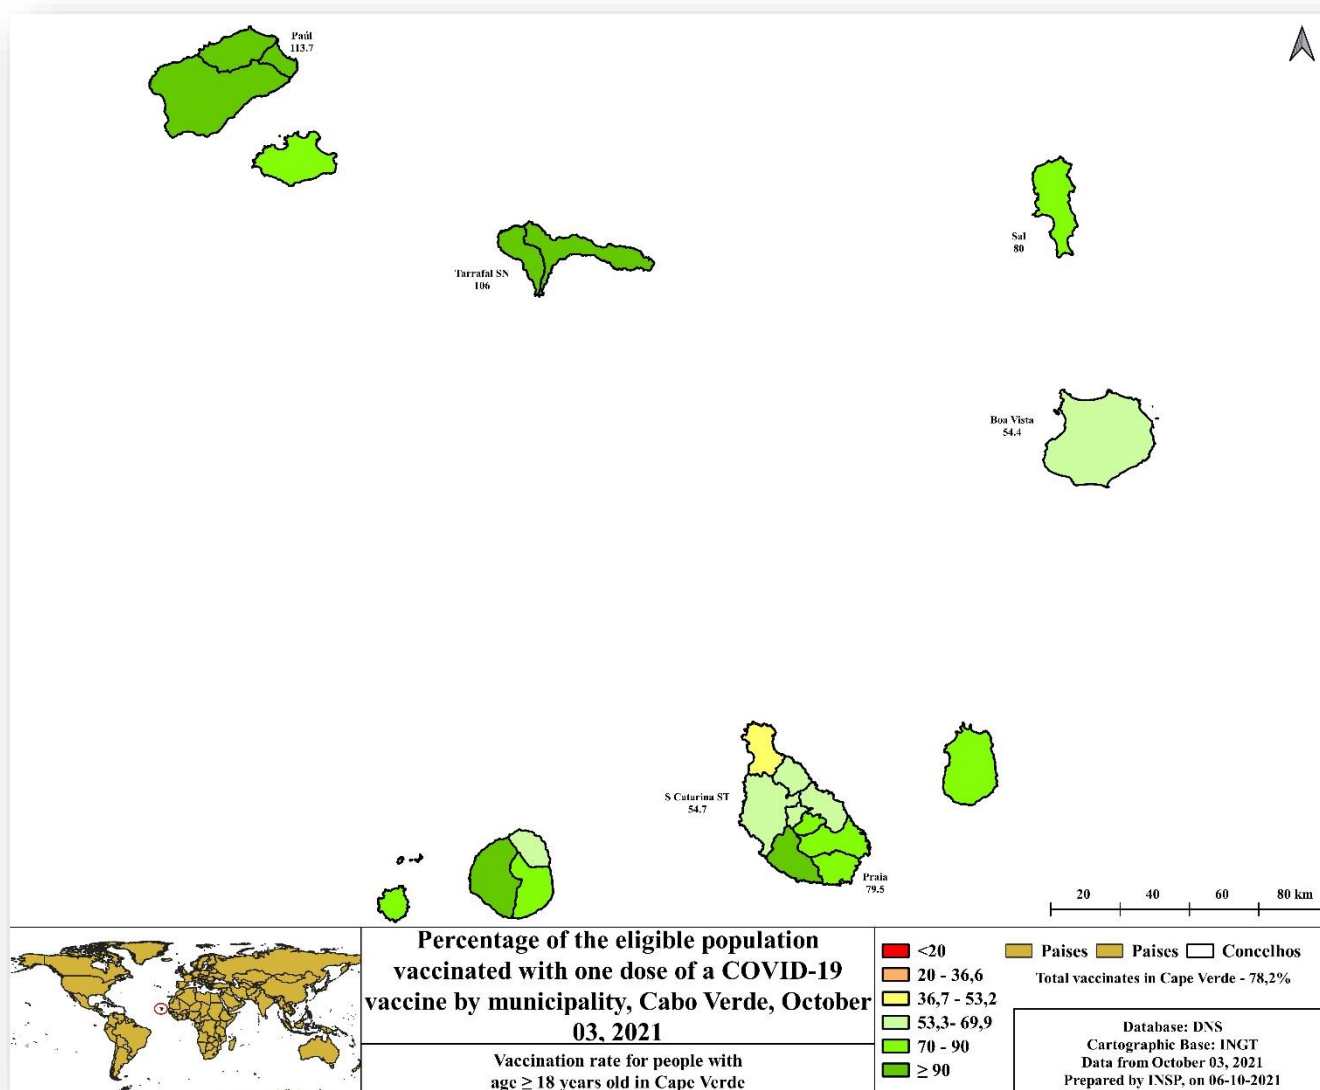 Paúl
113.7
Tarrafal SN
106
Sal
80
Boa Vista
54.4
S Catarina ST
54.7
Praia
79.5
20 40 60 80 km
Percentage of the eligible population
vaccinated with one dose of a COVID-19
vaccine by municipality, Cabo Verde, October
03, 2021
Vaccination rate for people with
age ≥ 18 years old in Cape Verde
<20
20 - 36,6
36,7 - 53,2
53,3- 69,9
70 - 90
≥ 90
Paises Paises Concelhos
Total vaccinates in Cape Verde - 78,2%
Database: DNS
Cartographic Base: INGT
Data from October 03, 2021
Prepared by INSP, on 06-10-2021